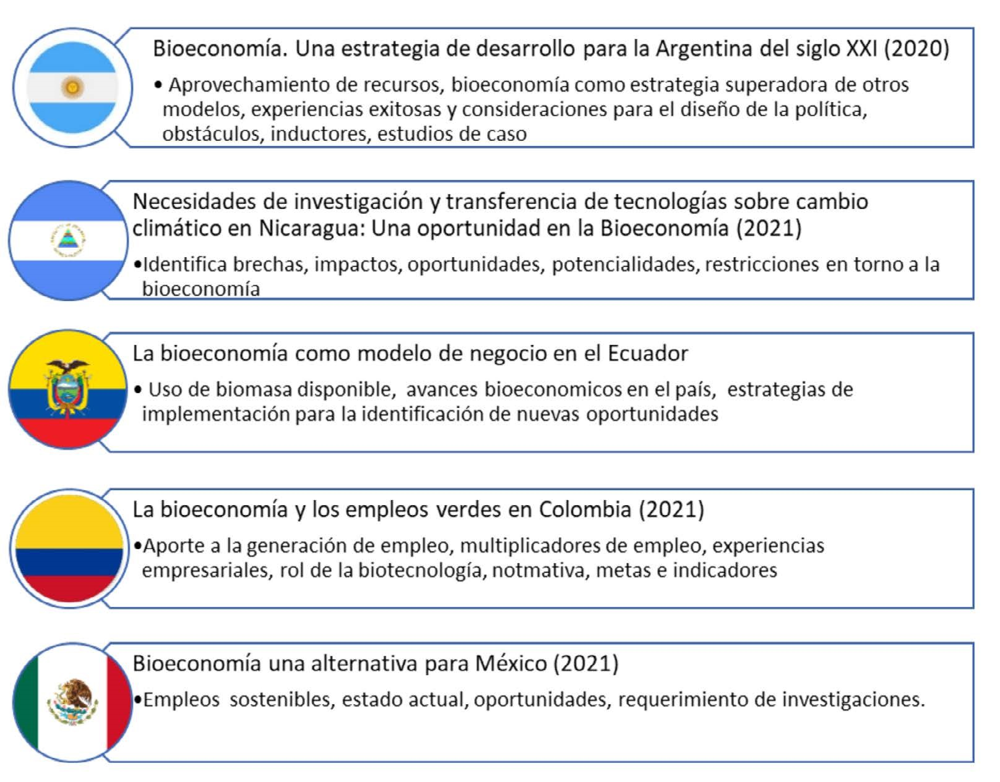 Bioeconomía. Una estrategia de desarrollo para la Argentina del siglo XXI (2020)
• Aprovechamiento de recursos, bioeconomía como estrategia superadora de otros
modelos, experiencias exitosas y consideraciones para el diseño de la política,
obstáculos, inductores, estudios de caso
Necesidades de investigación y transferencia de tecnologías sobre cambio
climático en Nicaragua: Una oportunidad en la Bioeconomía (2021)
•Identifica brechas, impactos, oportunidades, potencialidades, restricciones en torno a la
bioeconomía
La bioeconomía como modelo de negocio en el Ecuador
• Uso de biomasa disponible, avances bioeconomicos en el país, estrategias de
implementación para la identificación de nuevas oportunidades
La bioeconomía y los empleos verdes en Colombia (2021)
•Aporte a la generación de empleo, multiplicadores de empleo, experiencias
empresariales, rol de la biotecnología, notmativa, metas e indicadores
Bioeconomía una alternativa para México (2021)
•Empleos sostenibles, estado actual, oportunidades, requerimiento de investigaciones.